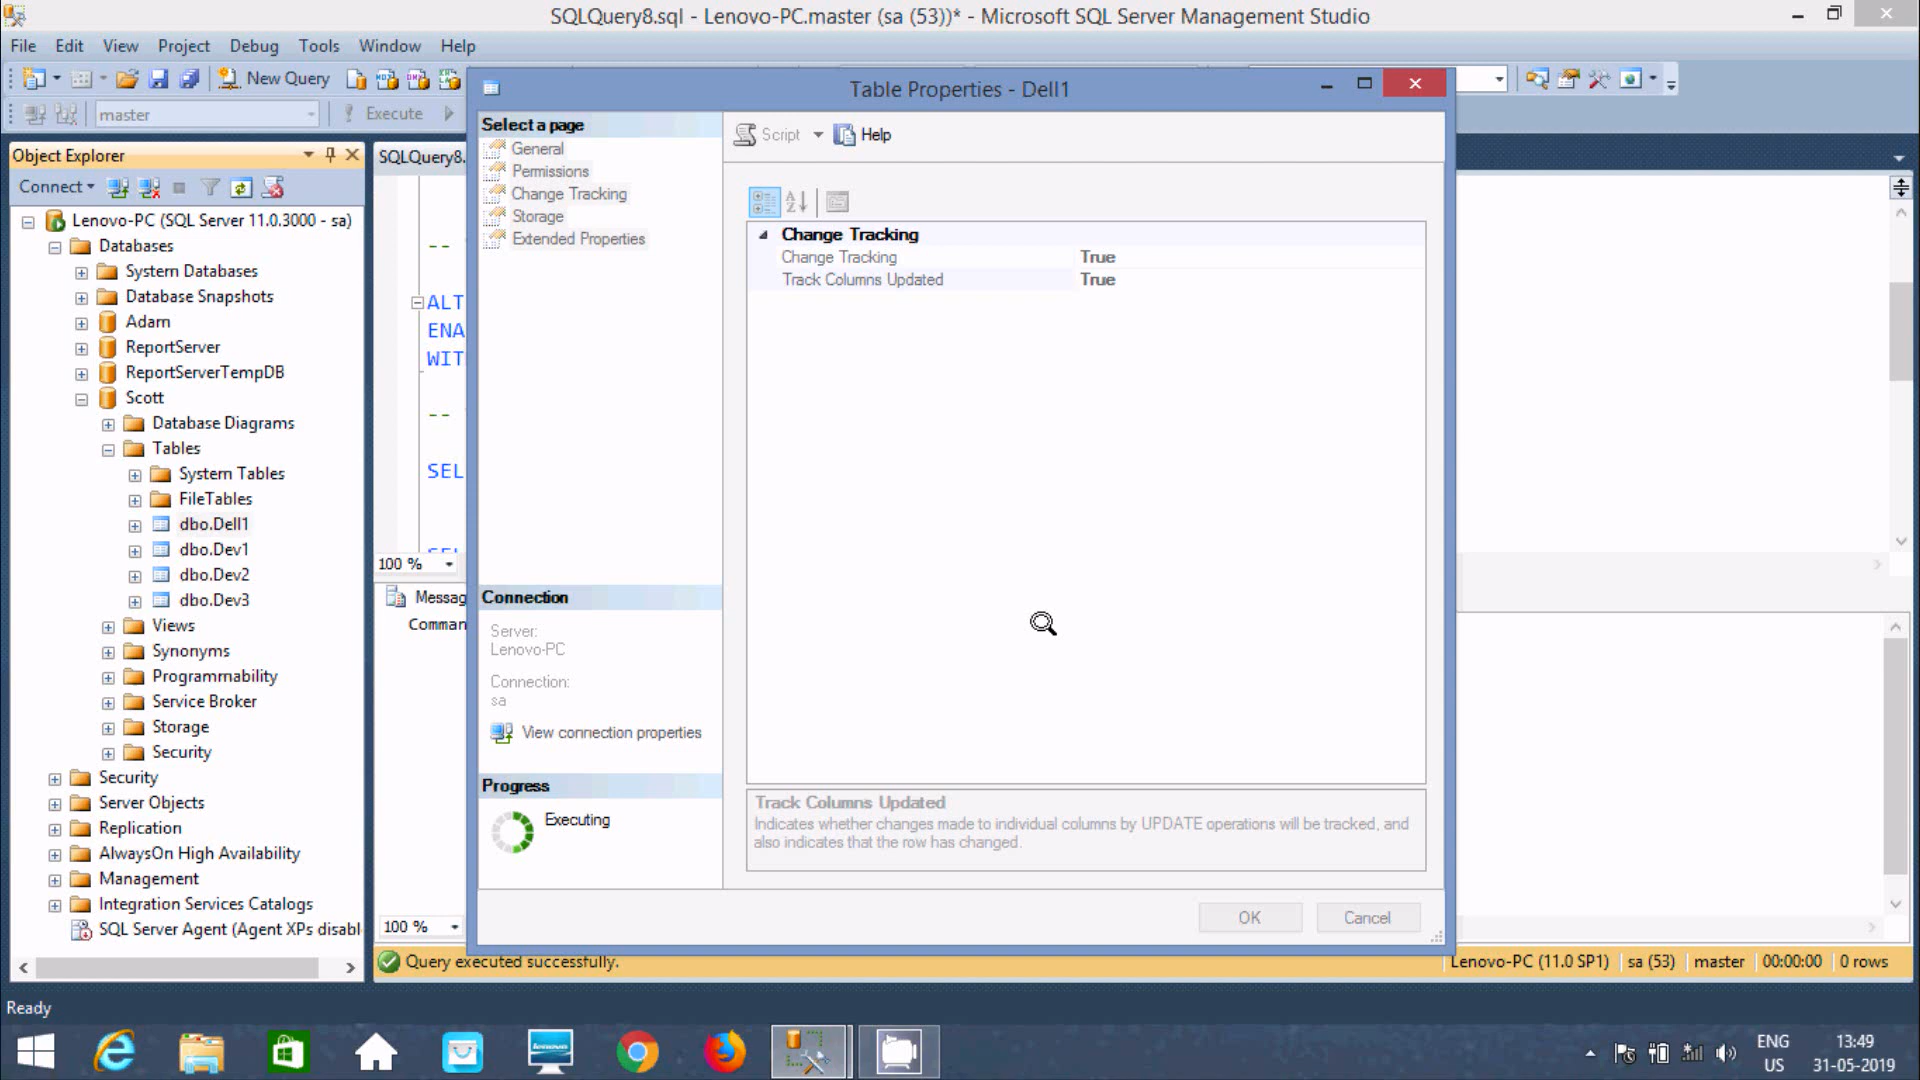 SQLQuery8.sql - Lenovo-PC.master (sa (53))* - Microsoft SQL Server Management Studio
File Edit View Project Debug Tools Window Help
New Query
master
Execute
Table Properties - Dell1
Object Explorer
Connect
Lenovo-PC (SQL Server 11.0.3000 - sa)
Databases
System Databases
Database Snapshots
Adam
ReportServer
ReportServerTempDB
Scott
Database Diagrams
Tables
System Tables
FileTables
dbo.Dell1
dbo.Dev1
dbo.Dev2
dbo.Dev3
Views
Synonyms
Programmability
Service Broker
Storage
Security
Security
Server Objects
Replication
AlwaysOn High Availability
Management
Integration Services Catalogs
SQL Server Agent (Agent XPs disabl
SQLQuery8.
--
ALT
ENA
WIT
--
SEL
100 %
Messag
Comman
100 %
Select a page
General
Permissions
Change Tracking
Storage
Extended Properties
Connection
Server:
Lenovo-PC
Connection:
sa
View connection properties
Progress
Executing
Script Help
Change Tracking
Change Tracking True
Track Columns Updated True
Track Columns Updated
Indicates whether changes made to individual columns by UPDATE operations will be tracked, and
also indicates that the row has changed.
OK Cancel
Query executed successfully.
Lenovo-PC (11.0 SP1) sa (53) master 00:00:00 0 rows
Ready
ENG
US
13:49
31-05-2019